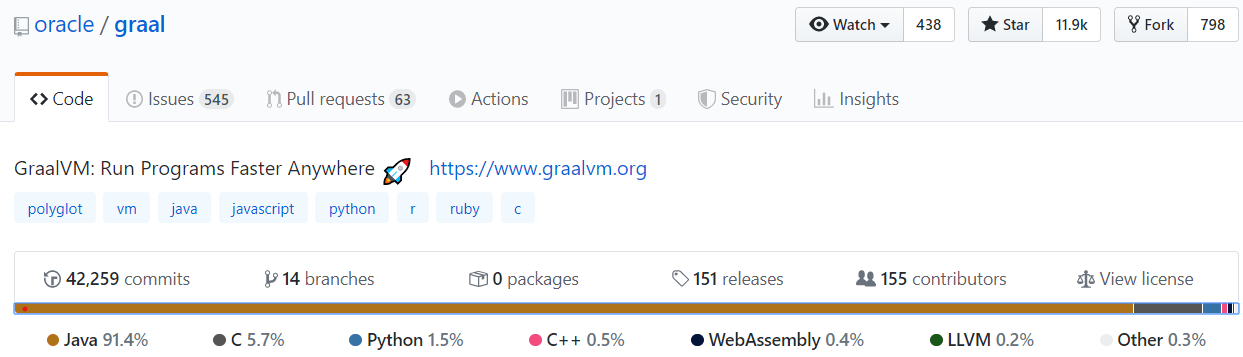 oracle / graal Watch 438 Star 11.9k Fork 798
Code Issues 545 Pull requests 63 Actions Projects 1 Security Insights
GraalVM: Run Programs Faster Anywhere 🚀 https://www.graalvm.org
polyglot vm java javascript python r ruby c
42,259 commits 14 branches 0 packages 151 releases 155 contributors View license
Java 91.4% C 5.7% Python 1.5% C++ 0.5% WebAssembly 0.4% LLVM 0.2% Other 0.3%